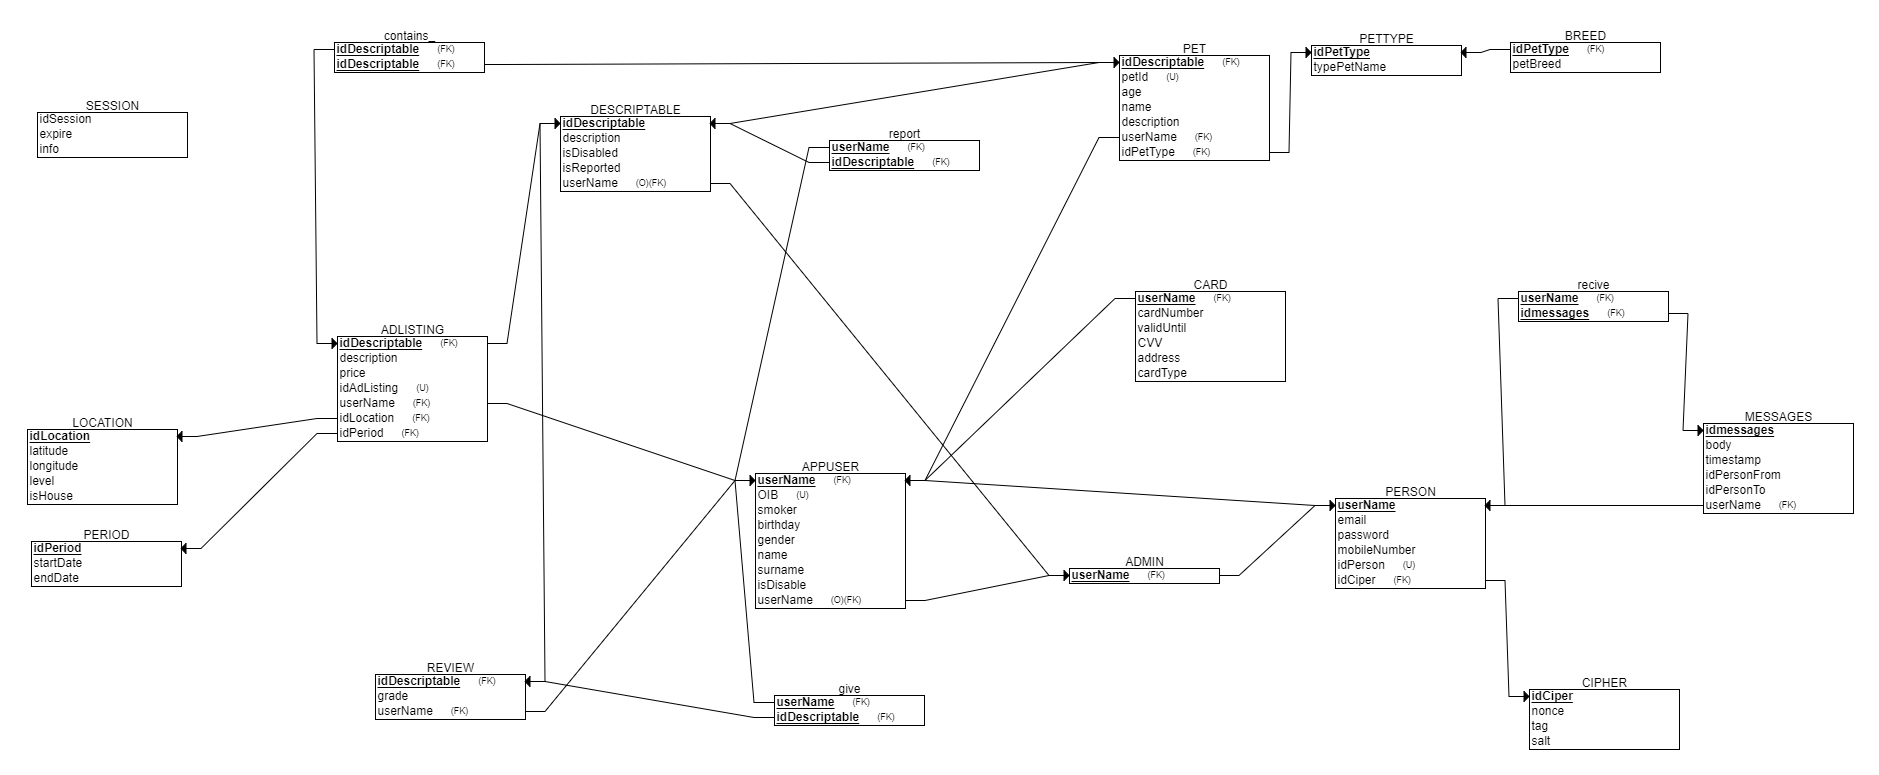 contains_
idDescriptable (FK)
idDescriptable (FK)
SESSION
idSession
expire
info
DESCRIPTABLE
idDescriptable
description
isDisabled
isReported
userName (O)(FK)
report
userName (FK)
idDescriptable (FK)
PET
idDescriptable (FK)
petId (U)
age
name
description
userName (FK)
idPetType (FK)
PETTYPE
idPetType
typePetName
BREED
idPetType (FK)
petBreed
ADLISTING
idDescriptable (FK)
description
price
idAdListing (U)
userName (FK)
idLocation (FK)
idPeriod (FK)
LOCATION
idLocation
latitude
longitude
level
isHouse
PERIOD
idPeriod
startDate
endDate
CARD
userName (FK)
cardNumber
validUntil
CVV
address
cardType
recive
userName (FK)
idmessages (FK)
MESSAGES
idmessages
body
timestamp
idPersonFrom
idPersonTo
userName (FK)
APPUSER
userName (FK)
OIB (U)
smoker
birthday
gender
name
surname
isDisable
userName (O)(FK)
PERSON
userName
email
password
mobileNumber
idPerson (U)
idCiper (FK)
ADMIN
userName (FK)
REVIEW
idDescriptable (FK)
grade
userName (FK)
give
userName (FK)
idDescriptable (FK)
CIPHER
idCiper
nonce
tag
salt